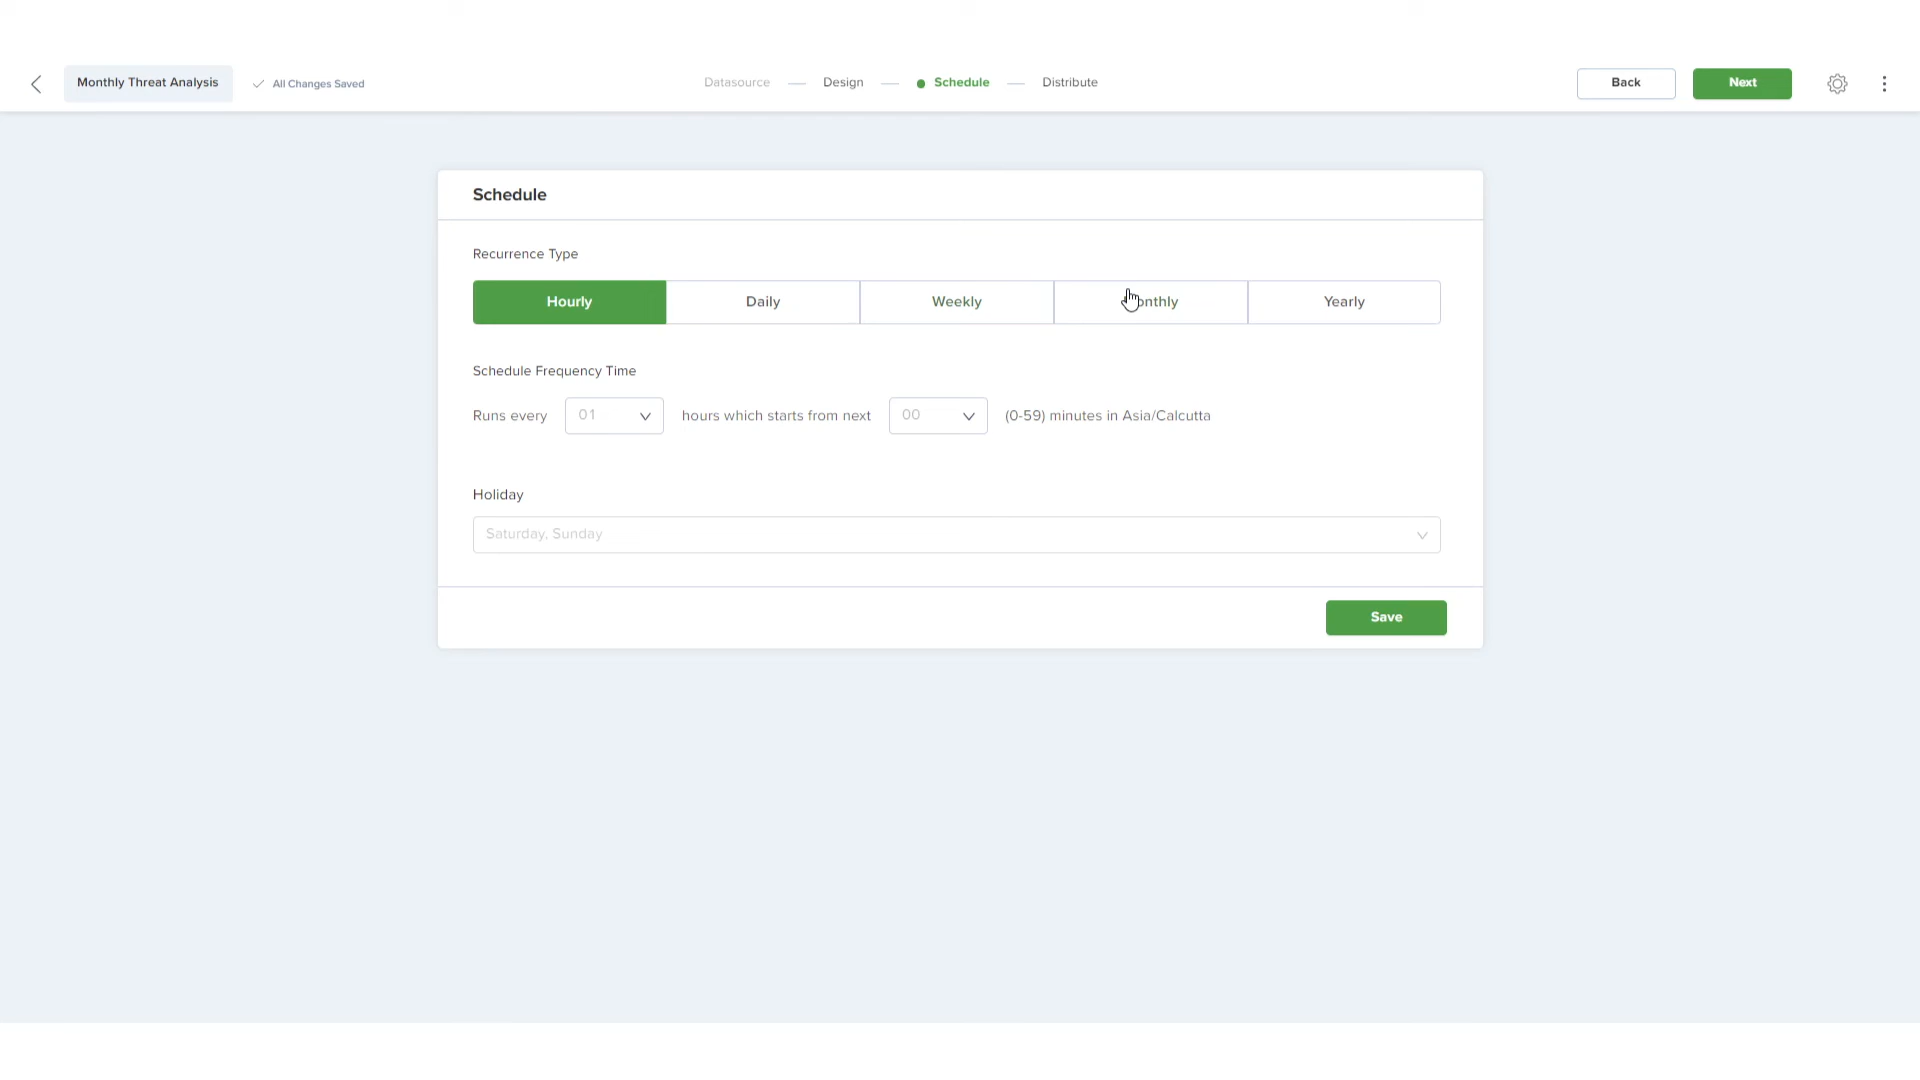 Monthly Threat Analysis
All Changes Saved
Datasource
Design
Schedule
Distribute
Back
Next
Schedule
Recurrence Type
Hourly
Daily
Weekly
onthly
Yearly
Schedule Frequency Time
Runs every 01 hours which starts from next 00 (0-59) minutes in Asia/Calcutta
Holiday
Saturday, Sunday
Save